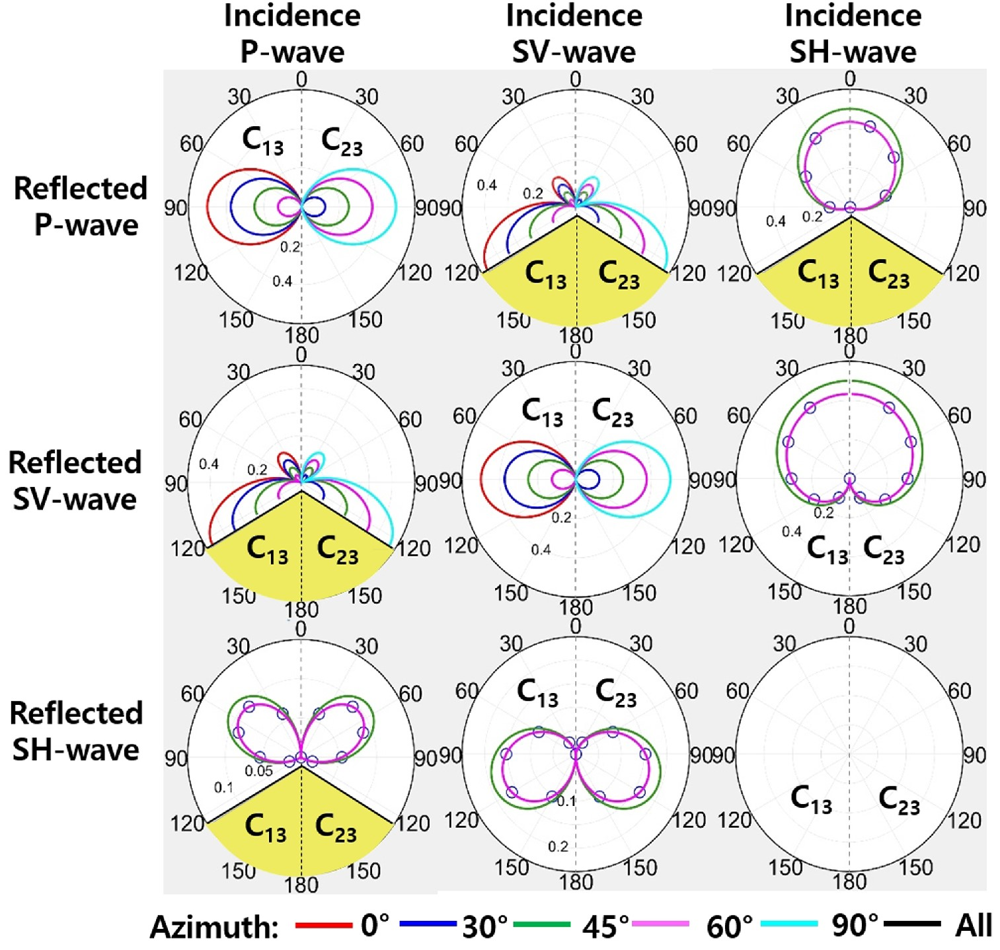 Incidence Incidence Incidence
P-wave SV-wave SH-wave
0 0 0
30 30 30 30 30 30
C13 C23
60 60 60 60 60 60
Reflected
P-wave
0.4 0.2
90 90 90 90 90 90
0.2 0.4 0.2
120 120 120 120 120 120
C13 C23 C13 C23
0.4
150 150 150 150 150 150
180 180 180
0 0 0
30 30 30 30 30 30
C13 C23
60 60 60 60 60 60
Reflected
SV-wave
0.4 0.2
90 90 90 90 90 90
0.2 0.2
0.4 0.4
120 120 120 120 120 120
C13 C23 C13 C23
150 150 150 150 150 150
180 180 180
0 0 0
30 30 30 30 30 30
C13 C23
60 60 60 60 60 60
Reflected
SH-wave
90 90 90 90 90 90
0.05
0.1 0.1
C13 C23
120 120 120 120 120 120
C13 C23
0.2
150 150 150 150 150 150
180 180 180
Azimuth: 0° 30° 45° 60° 90° All